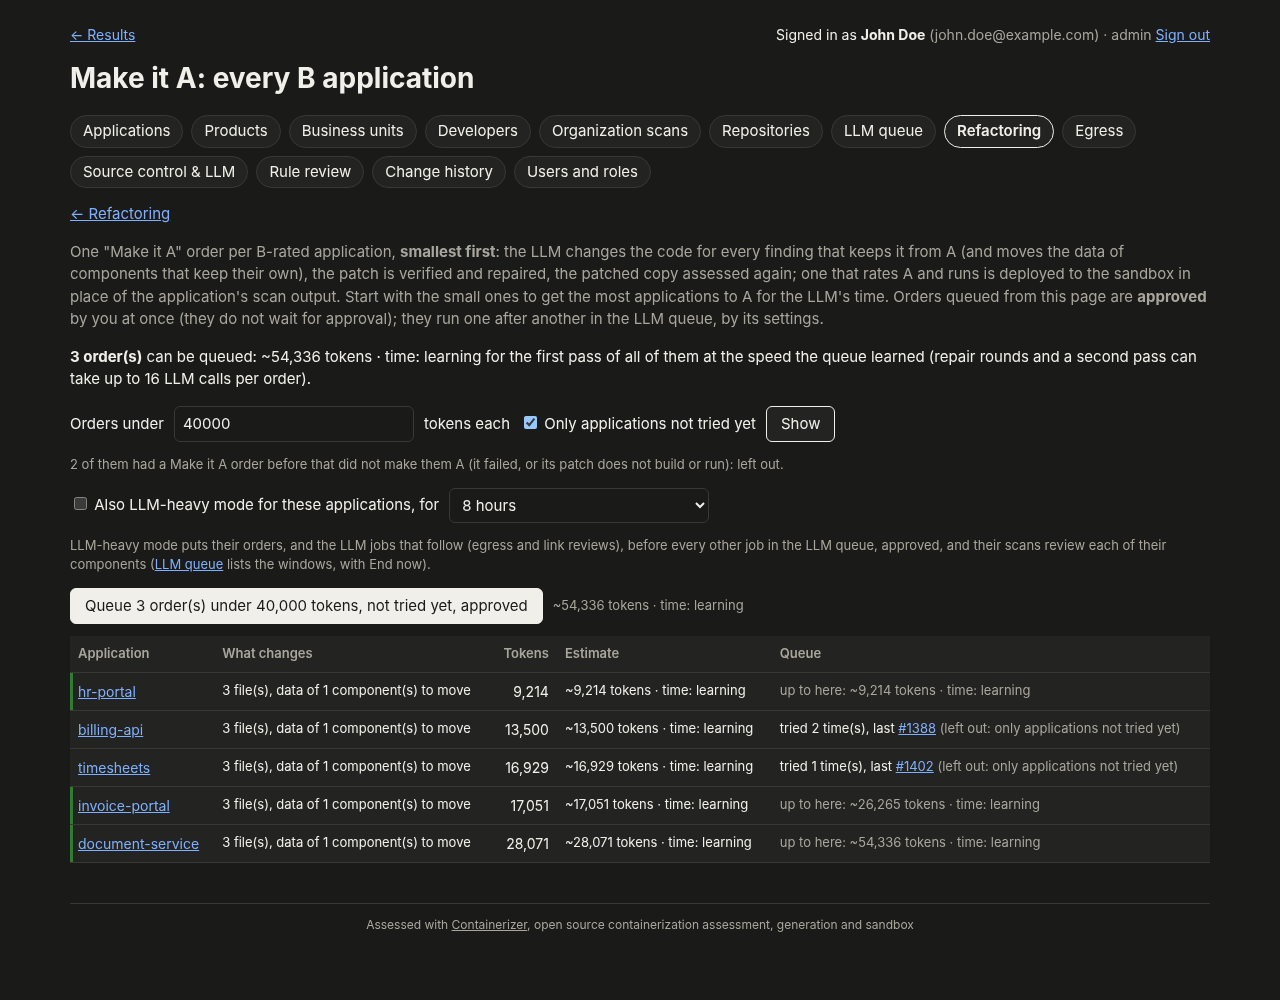 ← Results
Signed in as John Doe (john.doe@example.com) · admin Sign out
Make it A: every B application
Applications Products Business units Developers Organization scans Repositories LLM queue Refactoring Egress
Source control & LLM Rule review Change history Users and roles
← Refactoring
One "Make it A" order per B-rated application, smallest first: the LLM changes the code for every finding that keeps it from A (and moves the data of
components that keep their own), the patch is verified and repaired, the patched copy assessed again; one that rates A and runs is deployed to the sandbox in
place of the application's scan output. Start with the small ones to get the most applications to A for the LLM's time. Orders queued from this page are approved
by you at once (they do not wait for approval); they run one after another in the LLM queue, by its settings.
3 order(s) can be queued: ~54,336 tokens · time: learning for the first pass of all of them at the speed the queue learned (repair rounds and a second pass can
take up to 16 LLM calls per order).
Orders under 40000 tokens each Only applications not tried yet Show
2 of them had a Make it A order before that did not make them A (it failed, or its patch does not build or run): left out.
Also LLM-heavy mode for these applications, for 8 hours
LLM-heavy mode puts their orders, and the LLM jobs that follow (egress and link reviews), before every other job in the LLM queue, approved, and their scans review each of their
components (LLM queue lists the windows, with End now).
Queue 3 order(s) under 40,000 tokens, not tried yet, approved ~54,336 tokens · time: learning
Application What changes Tokens Estimate Queue
hr-portal 3 file(s), data of 1 component(s) to move 9,214 ~9,214 tokens · time: learning up to here: ~9,214 tokens · time: learning
billing-api 3 file(s), data of 1 component(s) to move 13,500 ~13,500 tokens · time: learning tried 2 time(s), last #1388 (left out: only applications not tried yet)
timesheets 3 file(s), data of 1 component(s) to move 16,929 ~16,929 tokens · time: learning tried 1 time(s), last #1402 (left out: only applications not tried yet)
invoice-portal 3 file(s), data of 1 component(s) to move 17,051 ~17,051 tokens · time: learning up to here: ~26,265 tokens · time: learning
document-service 3 file(s), data of 1 component(s) to move 28,071 ~28,071 tokens · time: learning up to here: ~54,336 tokens · time: learning
Assessed with Containerizer, open source containerization assessment, generation and sandbox